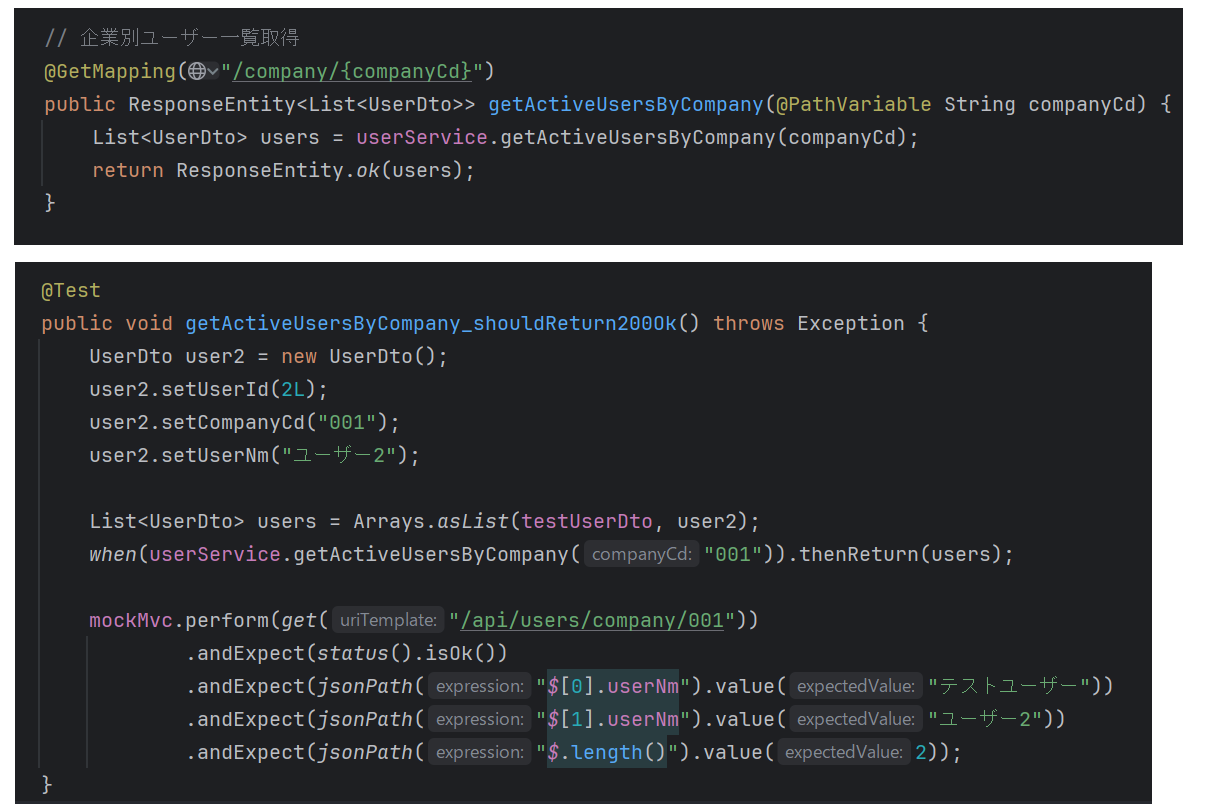 // 企業別ユーザー一覧取得
@GetMapping("/company/{companyCd}")
public ResponseEntity<List<UserDto>> getActiveUsersByCompany(@PathVariable String companyCd) {
List<UserDto> users = userService.getActiveUsersByCompany(companyCd);
return ResponseEntity.ok(users);
}
@Test
public void getActiveUsersByCompany_shouldReturn200Ok() throws Exception {
UserDto user2 = new UserDto();
user2.setUserId(2L);
user2.setCompanyCd("001");
user2.setUserNm("ユーザー2");
List<UserDto> users = Arrays.asList(testUserDto, user2);
when(userService.getActiveUsersByCompany( companyCd: "001")).thenReturn(users);
mockMvc.perform(get( uriTemplate: "/api/users/company/001"))
.andExpect(status().isOk())
.andExpect(jsonPath( expression: "$[0].userNm").value( expectedValue: "テストユーザー"))
.andExpect(jsonPath( expression: "$[1].userNm").value( expectedValue: "ユーザー2"))
.andExpect(jsonPath( expression: "$.length()").value( expectedValue: 2));
}